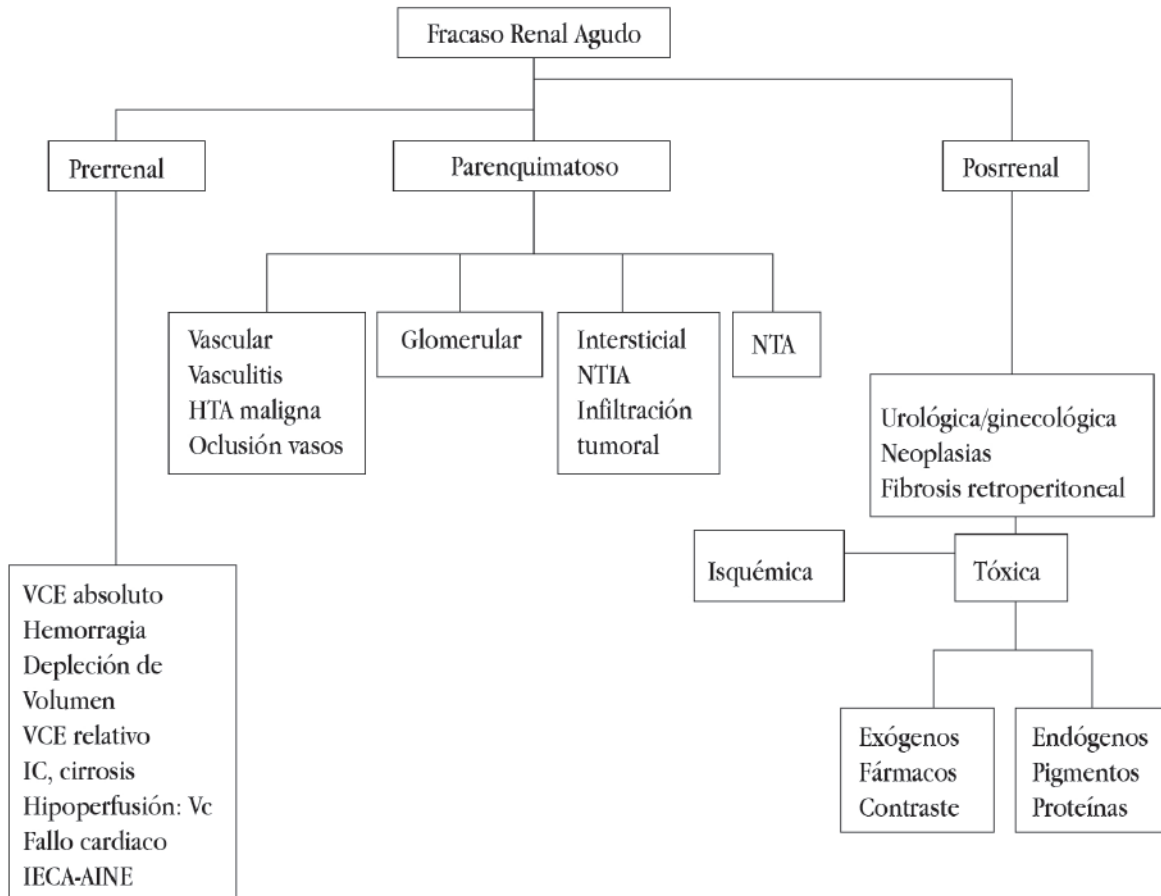 Fracaso Renal Agudo
Prerrenal
Parenquimatoso
Posrrenal
Vascular
Vasculitis
HTA maligna
Oclusión vasos
Glomerular
Intersticial
NTIA
Infiltración
tumoral
NTA
Urológica/ginecológica
Neoplasias
Fibrosis retroperitoneal
Isquémica
Tóxica
VCE absoluto
Hemorragia
Depleción de
Volumen
VCE relativo
IC, cirrosis
Hipoperfusión: Vc
Fallo cardiaco
IECA-AINE
Exógenos
Fármacos
Contraste
Endógenos
Pigmentos
Proteínas